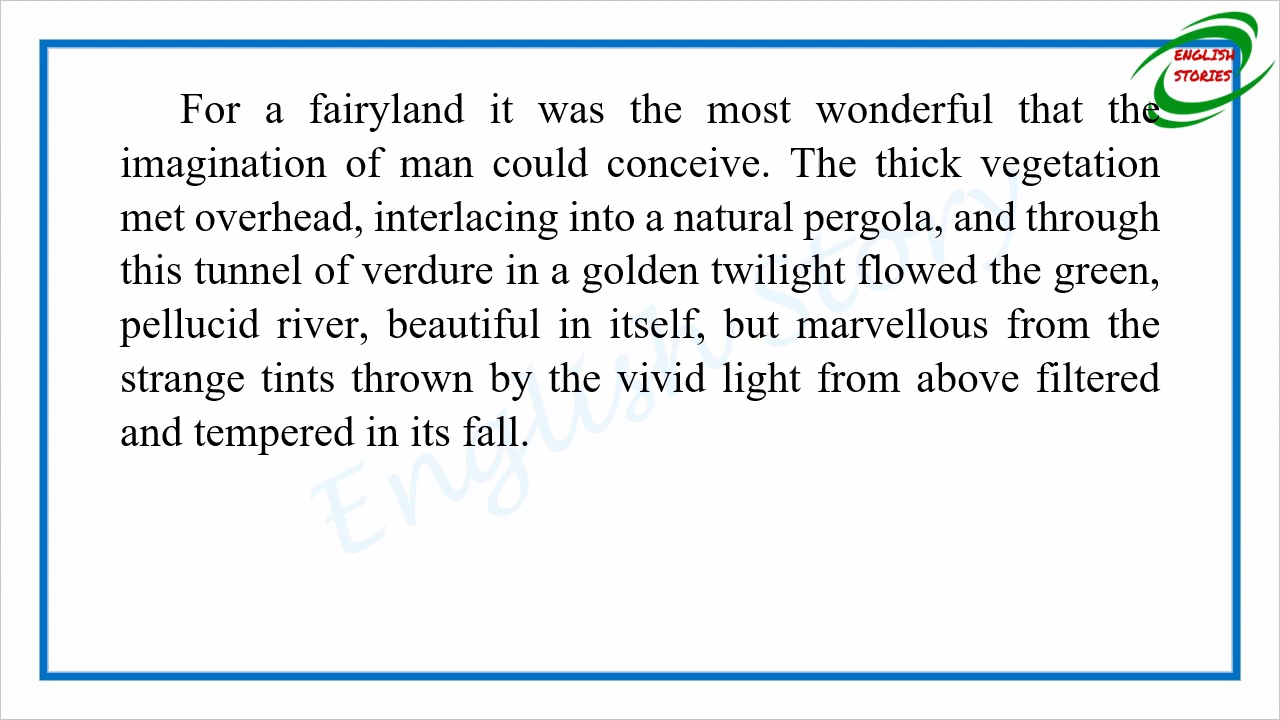 ENGLISH
STORIES
For a fairyland it was the most wonderful that the
imagination of man could conceive. The thick vegetation
met overhead, interlacing into a natural pergola, and through
this tunnel of verdure in a golden twilight flowed the green,
pellucid river, beautiful in itself, but marvellous from the
strange tints thrown by the vivid light from above filtered
and tempered in its fall.
English Story